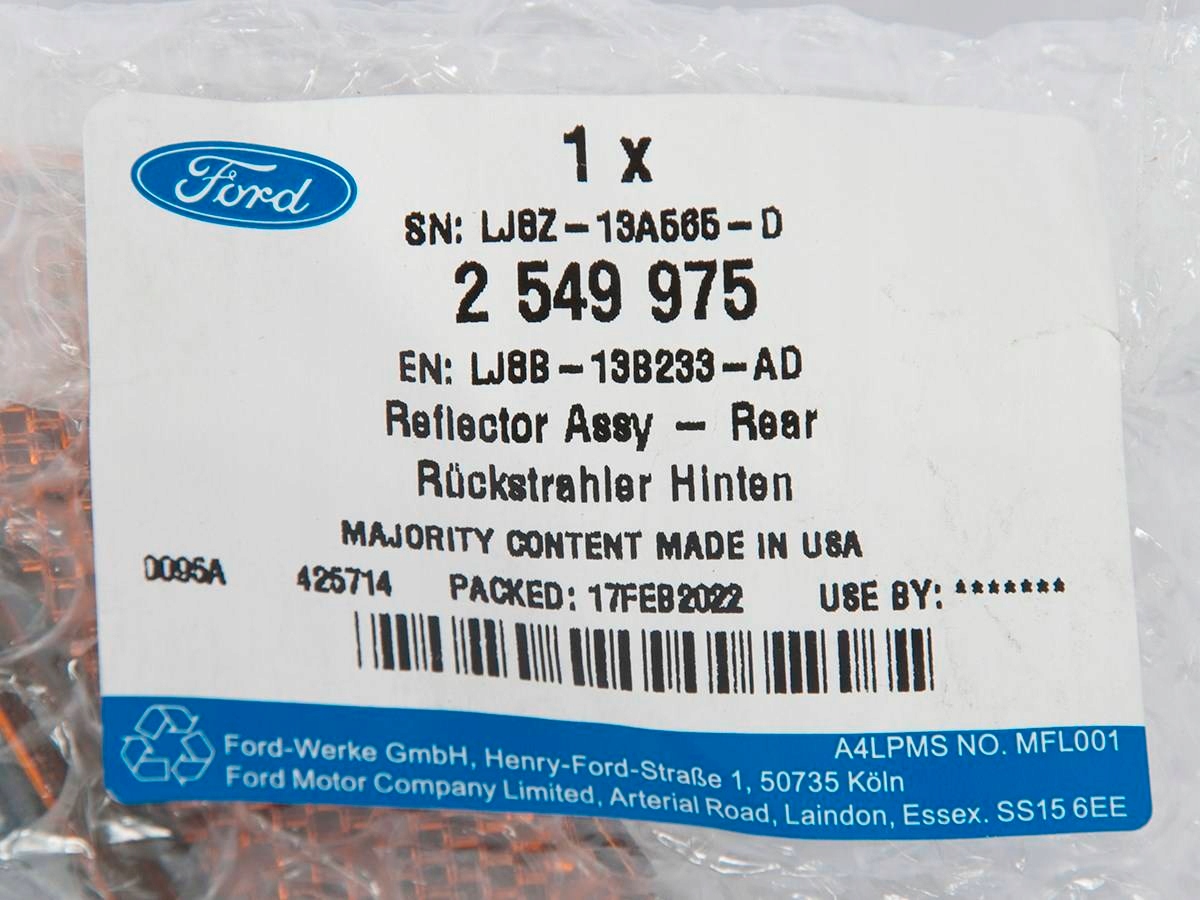 Ford
1 x
SN: LJ8Z-13A565-D
2 549 975
EN: LJ8B-13B233-AD
Reflector Assy - Rear
Rückstrahler Hinten
MAJORITY CONTENT MADE IN USA
0095A 425714 PACKED: 17FEB2022 USE BY: *******
A4LPMS NO. MFL001
Ford-Werke GmbH, Henry-Ford-Straße 1, 50735 Köln
Ford Motor Company Limited, Arterial Road, Laindon, Essex. SS15 6EE